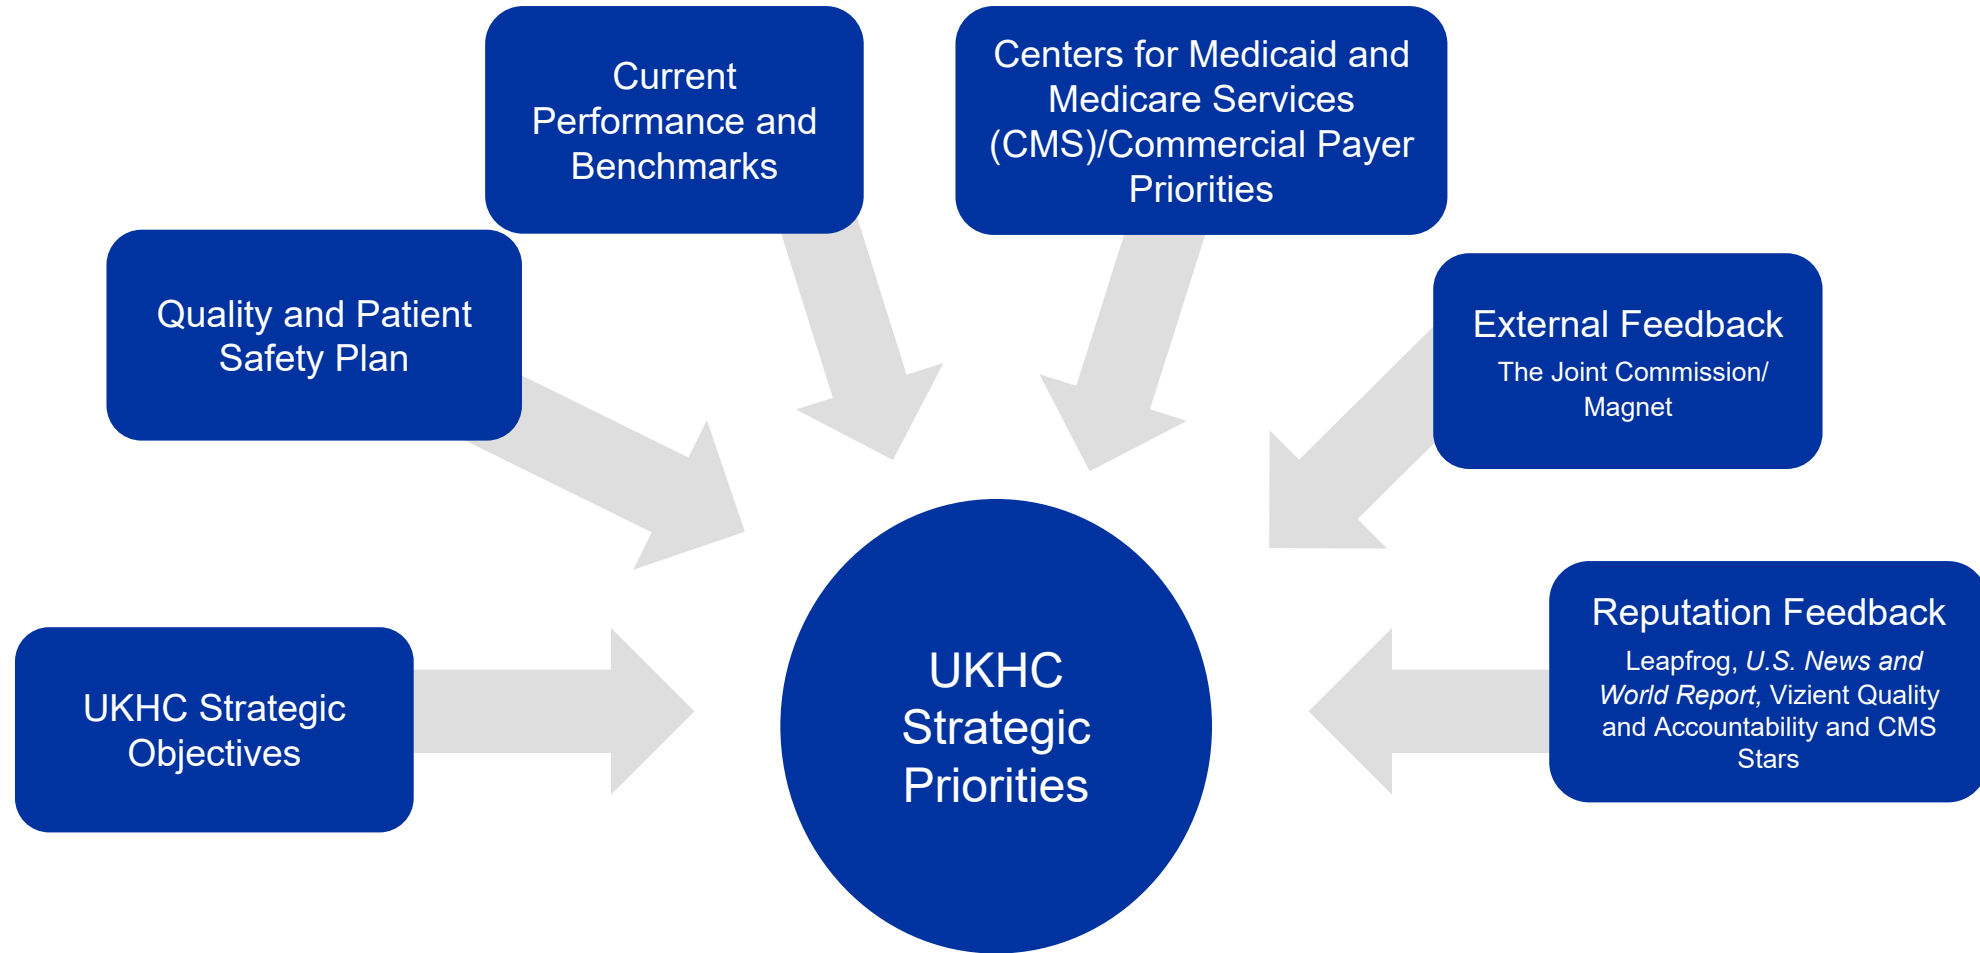 Current
Performance and
Benchmarks
Centers for Medicaid and
Medicare Services
(CMS)/Commercial Payer
Priorities
Quality and Patient
Safety Plan
External Feedback
The Joint Commission/
Magnet
UKHC Strategic
Objectives
UKHC
Strategic
Priorities
Reputation Feedback
Leapfrog, U.S. News and
World Report, Vizient Quality
and Accountability and CMS
Stars